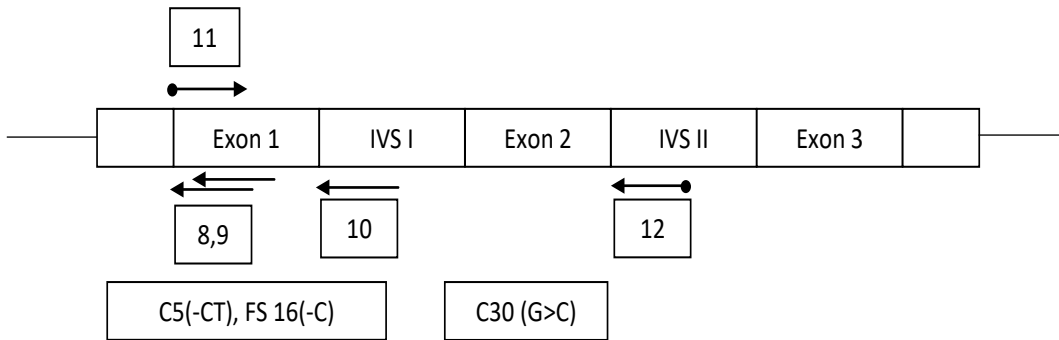 11
Exon 1 IVS I Exon 2 IVS II Exon 3
8,9 10 12
C5(-CT), FS 16(-C) C30 (G>C)